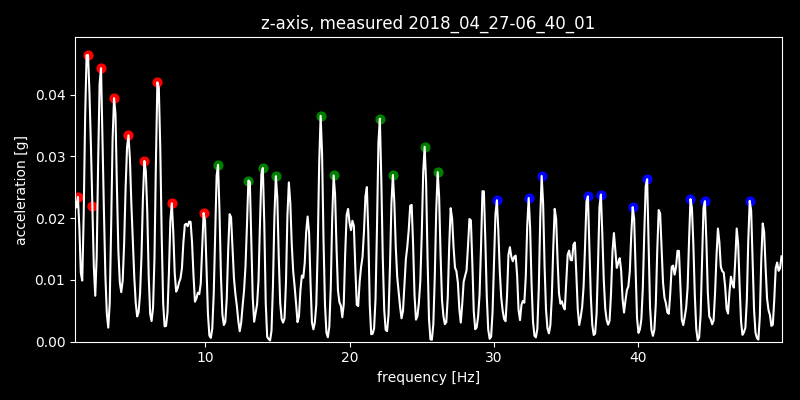 z-axis, measured 2018_04_27-06_40_01
acceleration [g]
0.04
0.03
0.02
0.01
0.00
10 20 30 40
frequency [Hz]